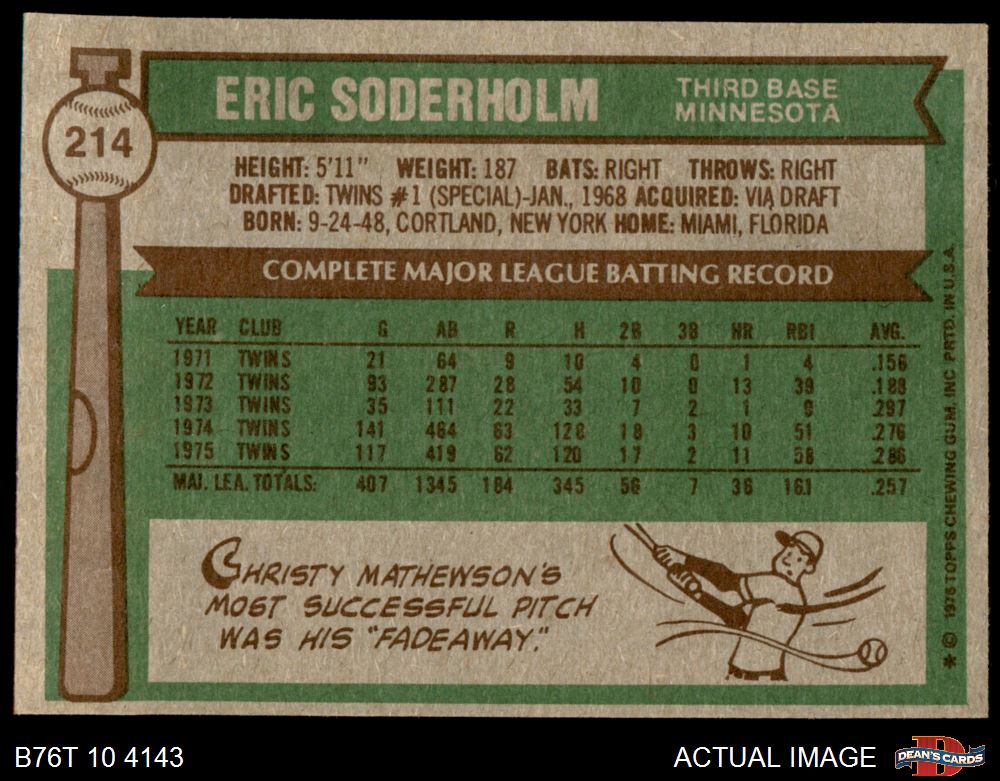 214
ERIC SODERHOLM
THIRD BASE
MINNESOTA
HEIGHT: 5'11" WEIGHT: 187 BATS: RIGHT THROWS: RIGHT
DRAFTED: TWINS #1 (SPECIAL)-JAN., 1968 ACQUIRED: VIA DRAFT
BORN: 9-24-48, CORTLAND, NEW YORK HOME: MIAMI, FLORIDA
COMPLETE MAJOR LEAGUE BATTING RECORD
YEAR CLUB G AB R H 2B 3B HR RBI AVG.
1971 TWINS 21 64 9 10 4 0 1 4 .156
1972 TWINS 93 287 28 54 10 0 13 39 .188
1973 TWINS 35 111 22 33 7 2 1 9 .297
1974 TWINS 141 464 63 128 18 3 10 51 .276
1975 TWINS 117 419 62 120 17 2 11 58 .286
MAJ. LEA. TOTALS: 407 1345 184 345 56 7 36 161 .257
CHRISTY MATHEWSON'S
MOST SUCCESSFUL PITCH
WAS HIS "FADEAWAY."
* © 1976 TOPPS CHEWING GUM, INC PRTD. IN U.S.A.
B76T 10 4143
ACTUAL IMAGE
D
DEAN'S CARDS